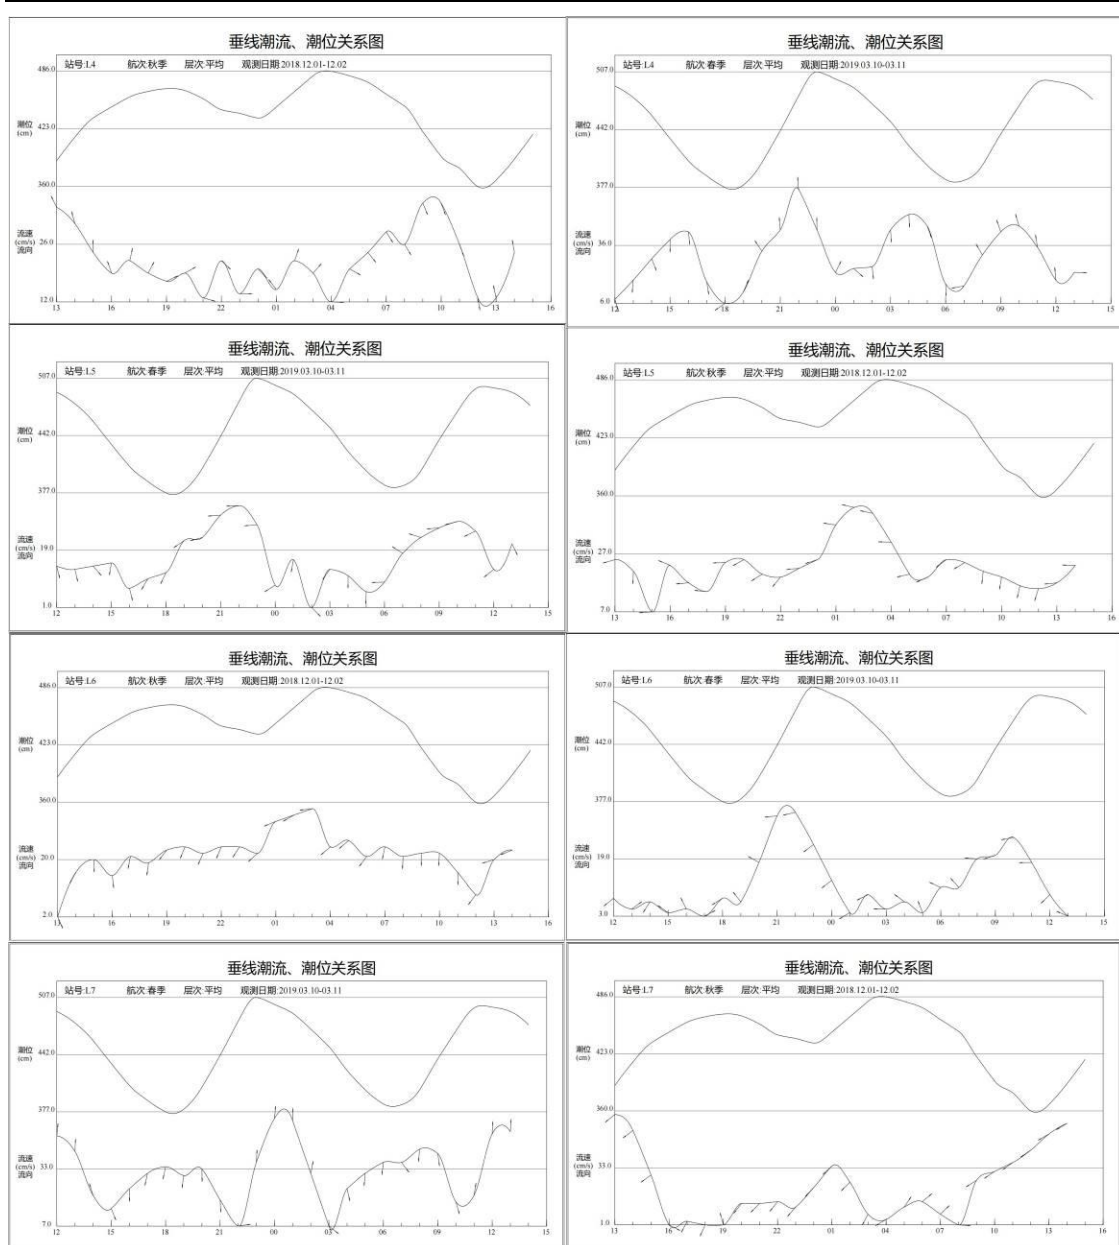 垂线潮流、潮位关系图
站号:L4 航次:秋季 层次:平均 观测日期:2018.12.01-12.02
486.0
潮位
(cm)
423.0
360.0
流速
(cm/s)
流向
26.0
12.0
13 16 19 22 01 04 07 10 13 16
垂线潮流、潮位关系图
站号:L4 航次:春季 层次:平均 观测日期:2019.03.10-03.11
507.0
潮位
(cm)
442.0
377.0
流速
(cm/s)
流向
36.0
6.0
12 15 18 21 00 03 06 09 12 15
垂线潮流、潮位关系图
站号:L5 航次:春季 层次:平均 观测日期:2019.03.10-03.11
507.0
潮位
(cm)
442.0
377.0
流速
(cm/s)
流向
19.0
1.0
12 15 18 21 00 03 06 09 12 15
垂线潮流、潮位关系图
站号:L5 航次:秋季 层次:平均 观测日期:2018.12.01-12.02
486.0
潮位
(cm)
423.0
360.0
流速
(cm/s)
流向
27.0
7.0
13 16 19 22 01 04 07 10 13 16
垂线潮流、潮位关系图
站号:L6 航次:秋季 层次:平均 观测日期:2018.12.01-12.02
486.0
潮位
(cm)
423.0
360.0
流速
(cm/s)
流向
20.0
2.0
13 16 19 22 01 04 07 10 13 16
垂线潮流、潮位关系图
站号:L6 航次:春季 层次:平均 观测日期:2019.03.10-03.11
507.0
潮位
(cm)
442.0
377.0
流速
(cm/s)
流向
19.0
3.0
12 15 18 21 00 03 06 09 12 15
垂线潮流、潮位关系图
站号:L7 航次:春季 层次:平均 观测日期:2019.03.10-03.11
507.0
潮位
(cm)
442.0
377.0
流速
(cm/s)
流向
33.0
7.0
12 15 18 21 00 03 06 09 12 15
垂线潮流、潮位关系图
站号:L7 航次:秋季 层次:平均 观测日期:2018.12.01-12.02
486.0
潮位
(cm)
423.0
360.0
流速
(cm/s)
流向
33.0
1.0
13 16 19 22 01 04 07 10 13 16